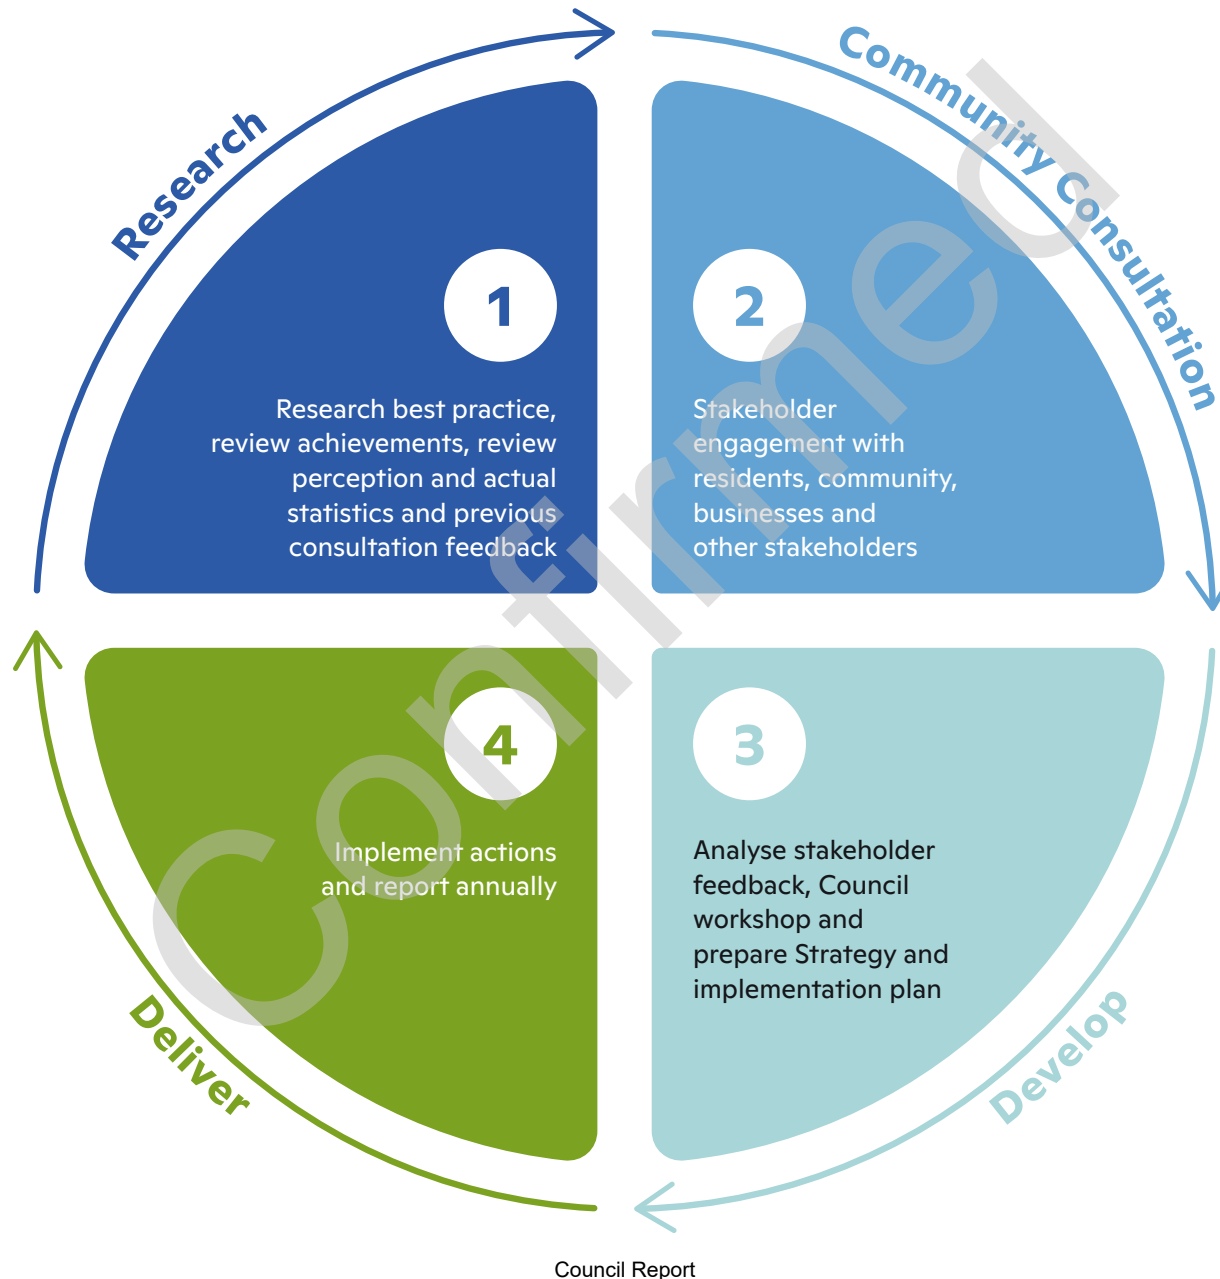 Research
1
Research best practice,
review achievements, review
perception and actual
statistics and previous
consultation feedback
Community Consultation
2
Stakeholder
engagement with
residents, community,
businesses and
other stakeholders
3
Analyse stakeholder
feedback, Council
workshop and
prepare Strategy and
implementation plan
Develop
4
Implement actions
and report annually
Deliver
Confirmed
Council Report